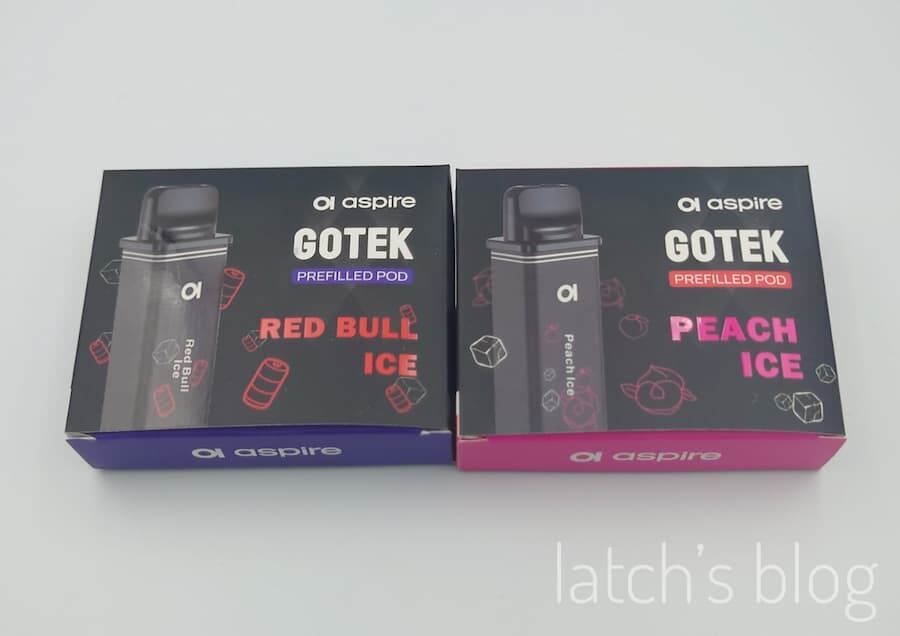 aspire
GOTEK
PREFILLED POD
RED BULL
ICE
Red Bull
Ice
aspire
aspire
GOTEK
PREFILLED POD
PEACH
ICE
Peach Ice
aspire
latch's blog